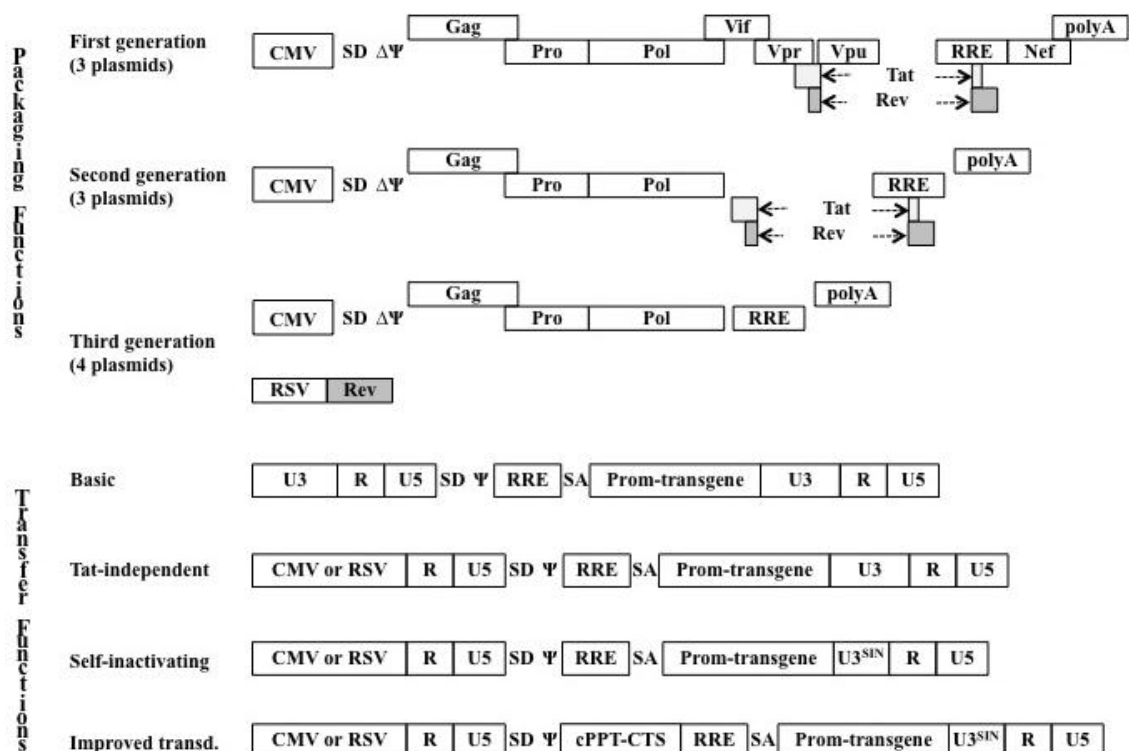 Packaging Functions
First generation
(3 plasmids)
CMV SD ΔΨ Gag Pro Pol Vif Vpr Vpu RRE Nef polyA
Tat
Rev
Second generation
(3 plasmids)
CMV SD ΔΨ Gag Pro Pol RRE polyA
Tat
Rev
Third generation
(4 plasmids)
CMV SD ΔΨ Gag Pro Pol RRE polyA
RSV Rev
Transfer Functions
Basic
U3 R U5 SD Ψ RRE SA Prom-transgene U3 R U5
Tat-independent
CMV or RSV R U5 SD Ψ RRE SA Prom-transgene U3 R U5
Self-inactivating
CMV or RSV R U5 SD Ψ RRE SA Prom-transgene U3SIN R U5
Improved transd.
CMV or RSV R U5 SD Ψ cPPT-CTS RRE SA Prom-transgene U3SIN R U5